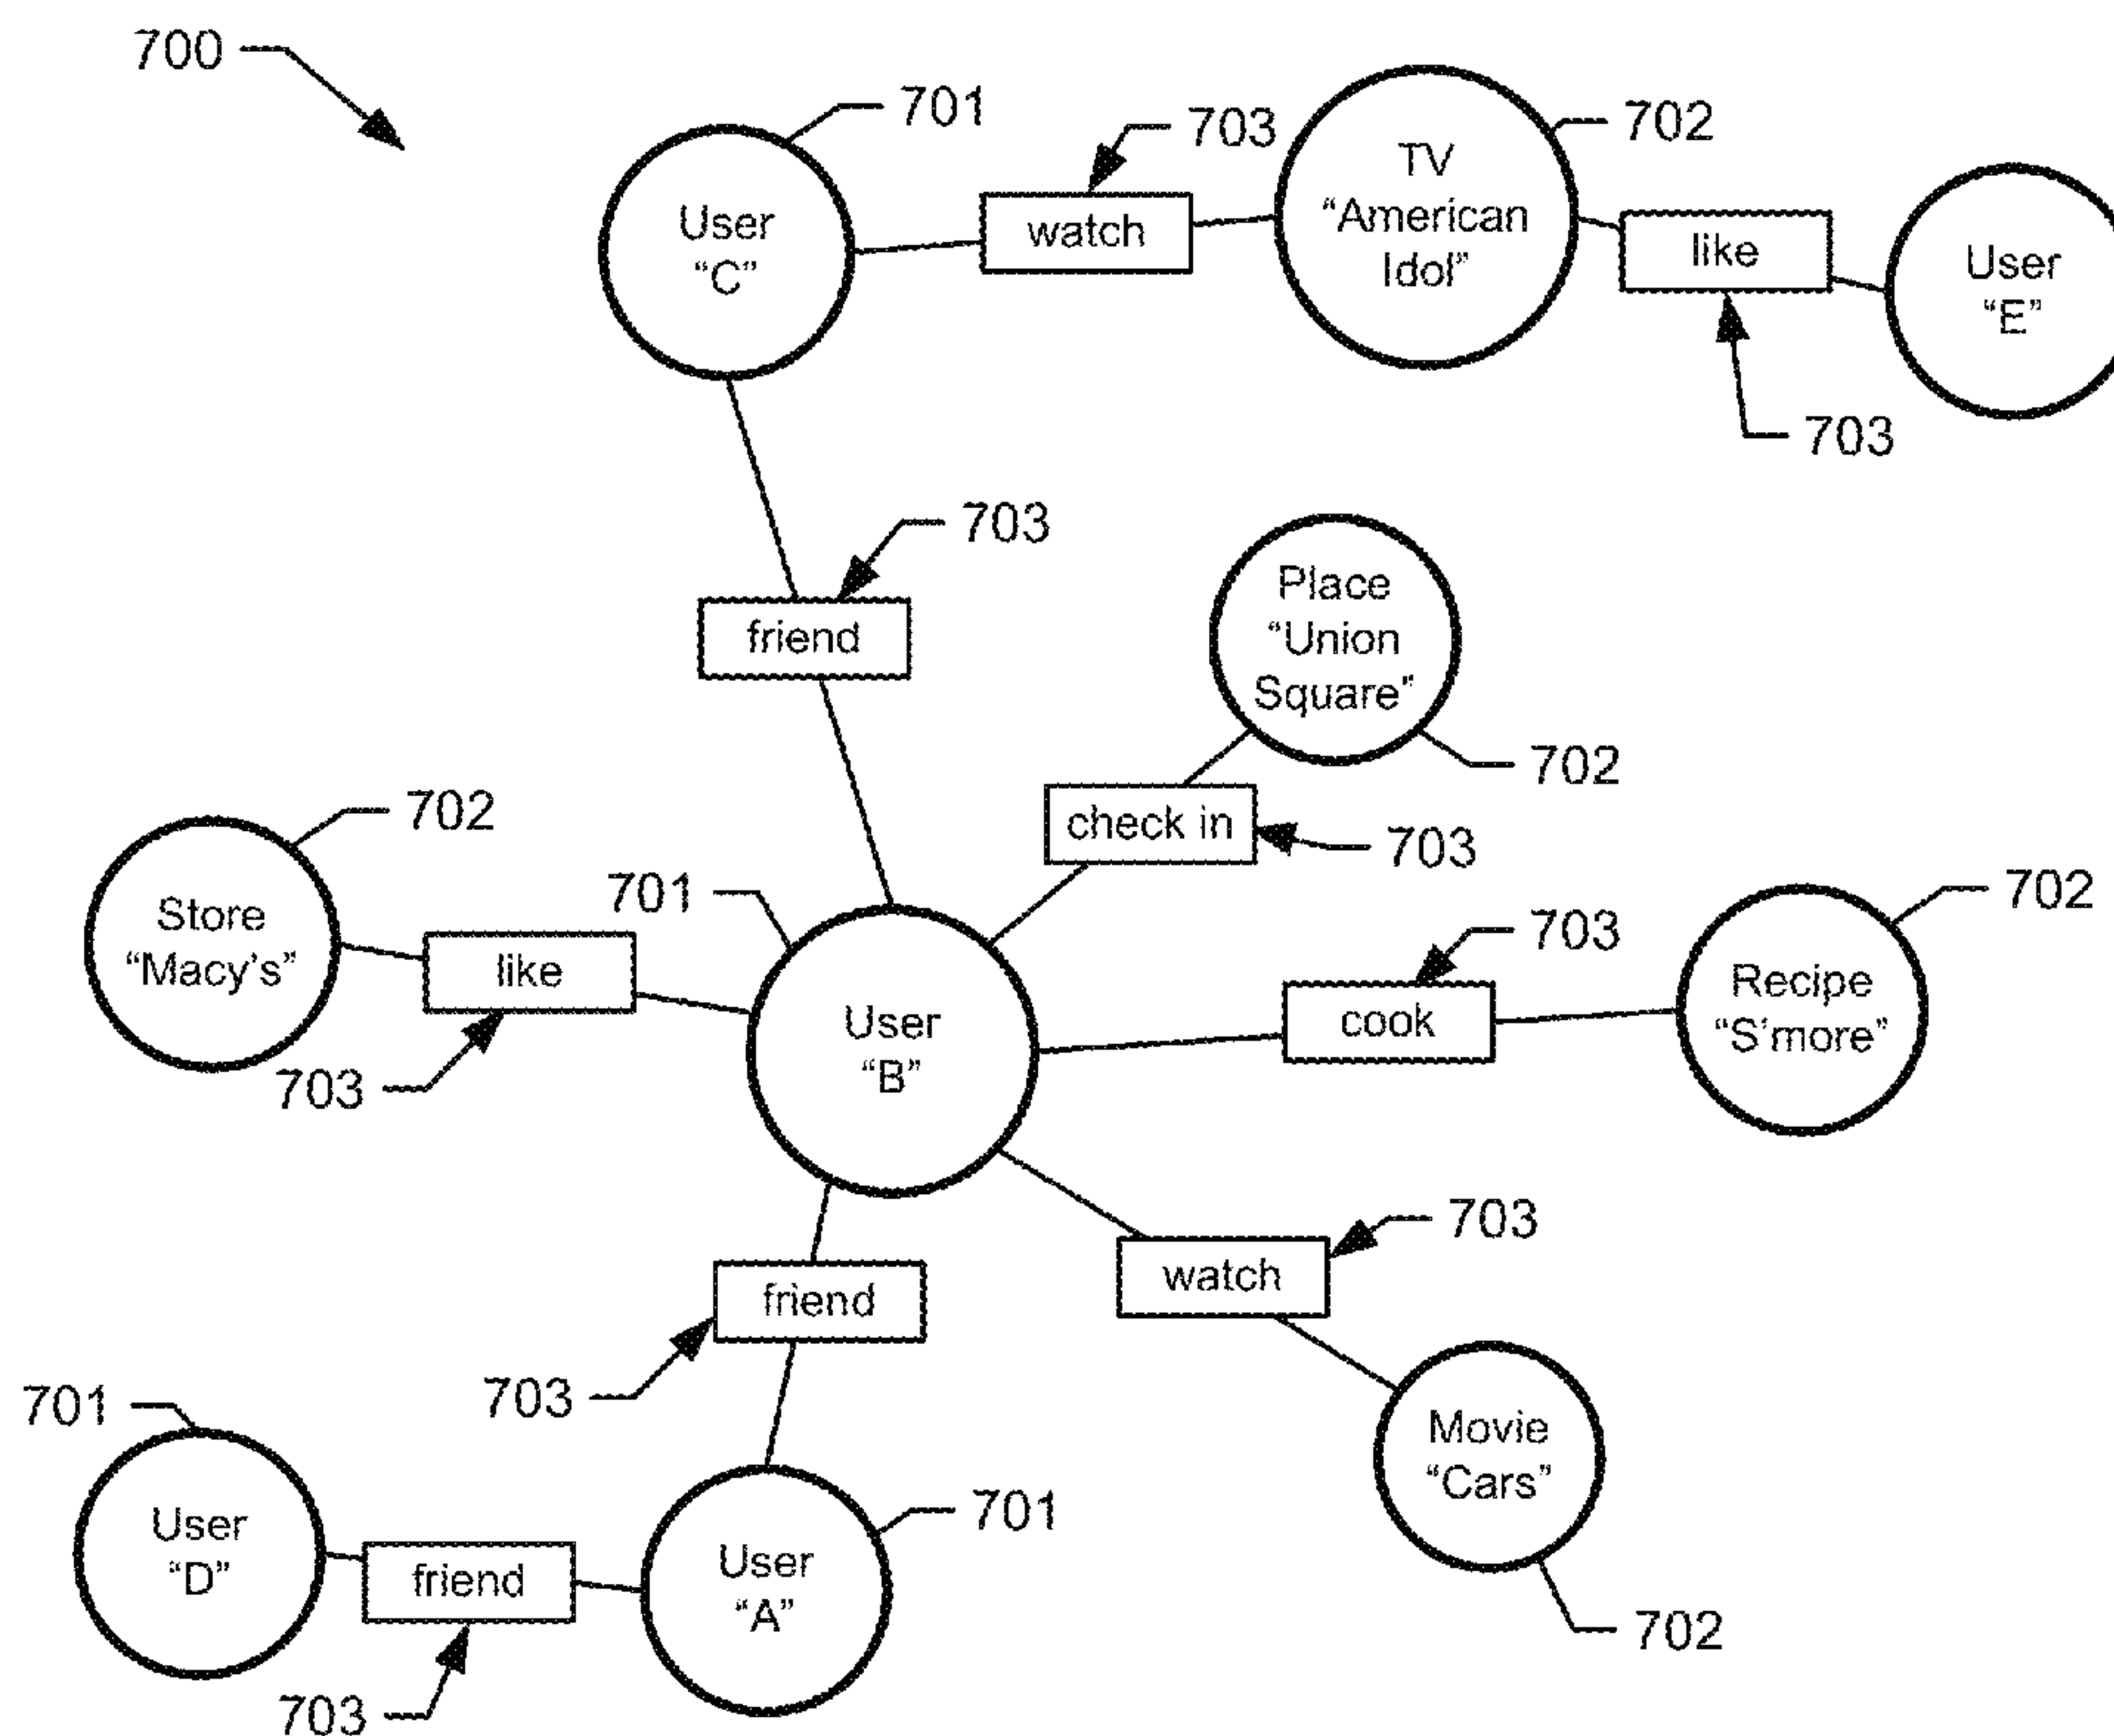 700
701
User
“C”
703
watch
TV
“American
Idol”
702
like
703
User
“E”
703
friend
Place
“Union
Square”
702
check in
703
702
Store
“Macy’s”
like
703
701
User
“B”
703
cook
Recipe
“S’more”
702
703
watch
Movie
“Cars”
702
friend
703
701
User
“D”
friend
703
User
“A”
701